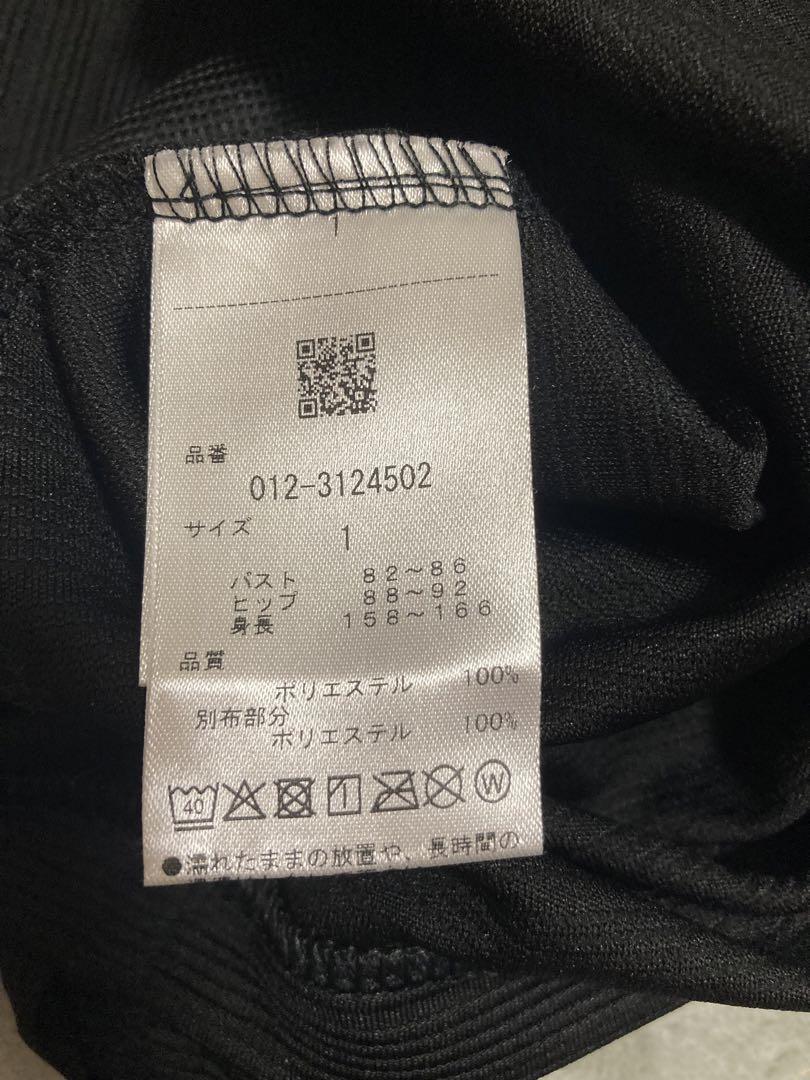 1
品番
012-3124502
サイズ
1
バスト 82～86
ヒップ 88～92
身長 158～166
品質
ポリエステル 100%
別布部分
ポリエステル 100%
40
W
●濡れたままの放置や、長時間の